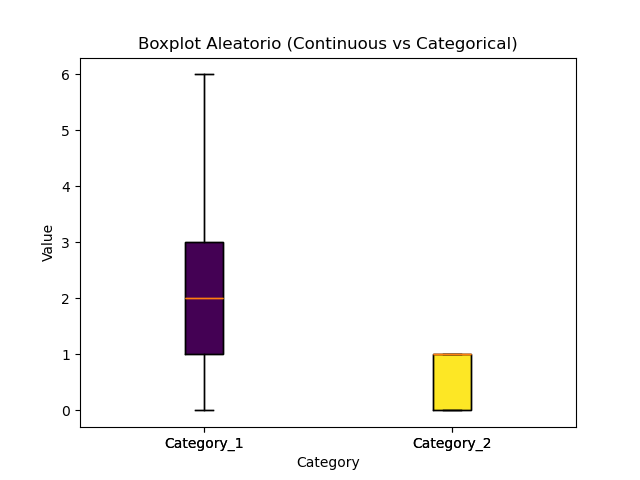 Boxplot Aleatorio (Continuous vs Categorical)
6
5
4
3
2
1
0
Value
Category_1
Category_2
Category